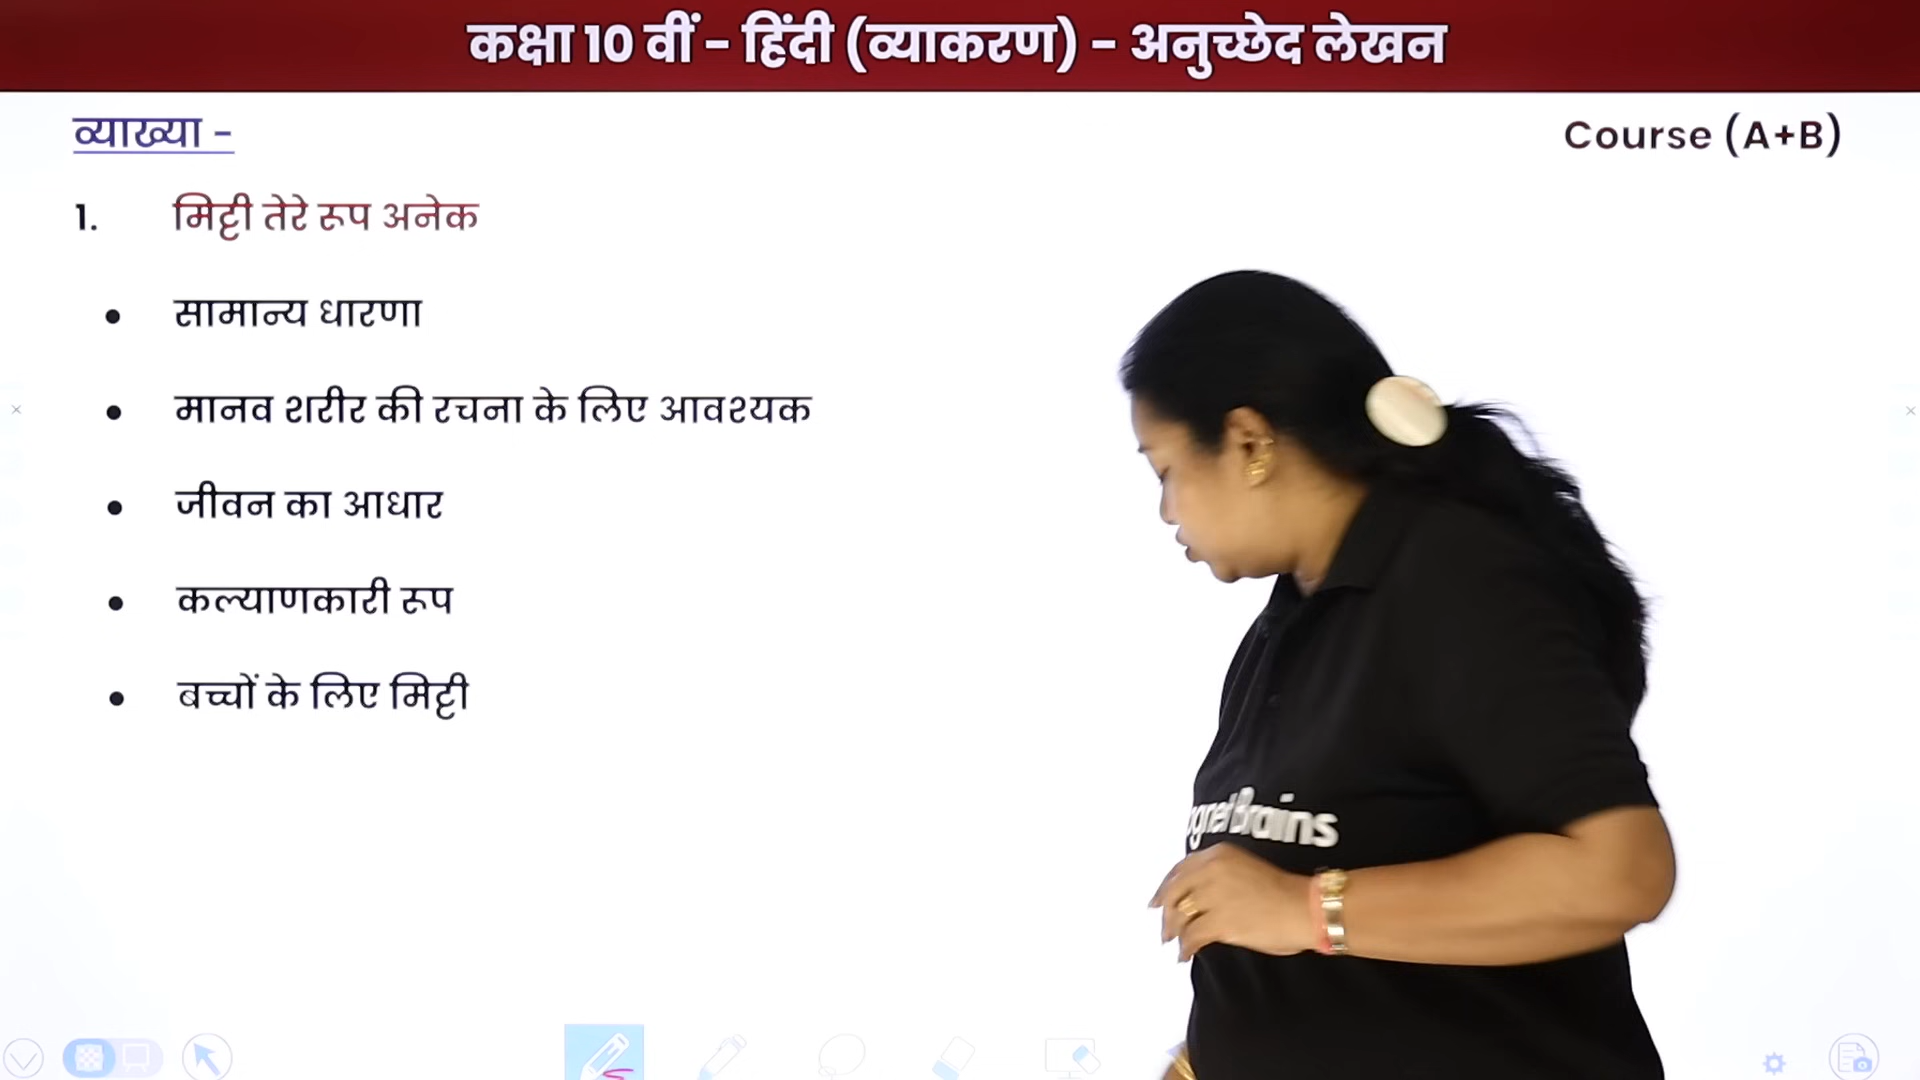 कक्षा 10 वीं - हिंदी (व्याकरण) - अनुच्छेद लेखन
व्याख्या -
Course (A+B)
1. मिट्टी तेरे रूप अनेक
• सामान्य धारणा
• मानव शरीर की रचना के लिए आवश्यक
• जीवन का आधार
• कल्याणकारी रूप
• बच्चों के लिए मिट्टी
Brains